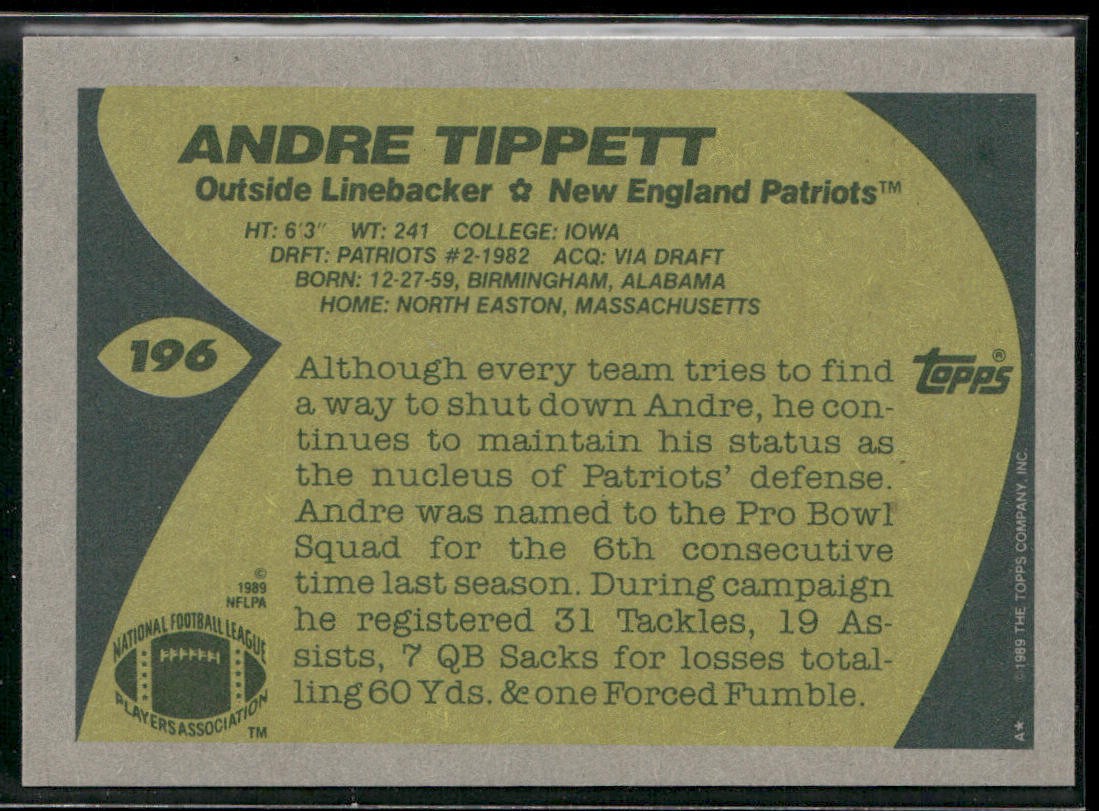 ANDRE TIPPETT
Outside Linebacker ✿ New England Patriots™
HT: 6'3" WT: 241 COLLEGE: IOWA
DRFT: PATRIOTS #2-1982 ACQ: VIA DRAFT
BORN: 12-27-59, BIRMINGHAM, ALABAMA
HOME: NORTH EASTON, MASSACHUSETTS
196
Although every team tries to find
a way to shut down Andre, he con-
tinues to maintain his status as
the nucleus of Patriots' defense.
Andre was named to the Pro Bowl
Squad for the 6th consecutive
time last season. During campaign
he registered 31 Tackles, 19 As-
sists, 7 QB Sacks for losses total-
ling 60 Yds. & one Forced Fumble.
topps®
©
1989
NFLPA
NATIONAL FOOTBALL LEAGUE
PLAYERS ASSOCIATION
™
©1989 THE TOPPS COMPANY, INC.
A★